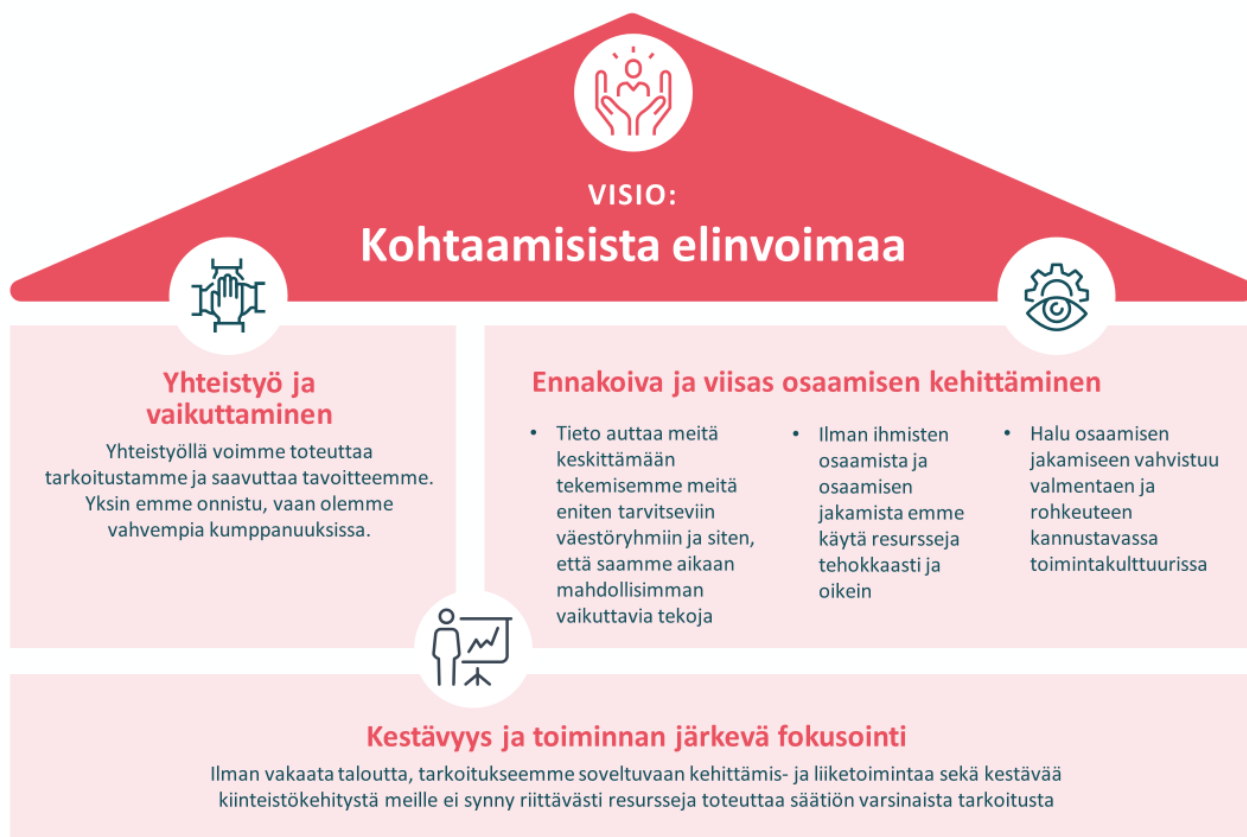 VISIO:
Kohtaamisista elinvoimaa
Yhteistyö ja
vaikuttaminen
Yhteistyöllä voimme toteuttaa
tarkoitustamme ja saavuttaa tavoitteemme.
Yksin emme onnistu, vaan olemme
vahvempia kumppanuuksissa.
Ennakoiva ja viisas osaamisen kehittäminen
• Tieto auttaa meitä
keskittämään
tekemisemme meitä
eniten tarvitseviin
väestöryhmiin ja siten,
että saamme aikaan
mahdollisimman
vaikuttavia tekoja
• Ilman ihmisten
osaamista ja
osaamisen
jakamista emme
käytä resursseja
tehokkaasti ja
oikein
• Halu osaamisen
jakamiseen vahvistuu
valmentaen ja
rohkeuteen
kannustavassa
toimintakulttuurissa
Kestävyys ja toiminnan järkevä fokusointi
Ilman vakaata taloutta, tarkoitukseemme soveltuvaan kehittämis- ja liiketoimintaa sekä kestävää
kiinteistökehitystä meille ei synny riittävästi resursseja toteuttaa säätiön varsinaista tarkoitusta